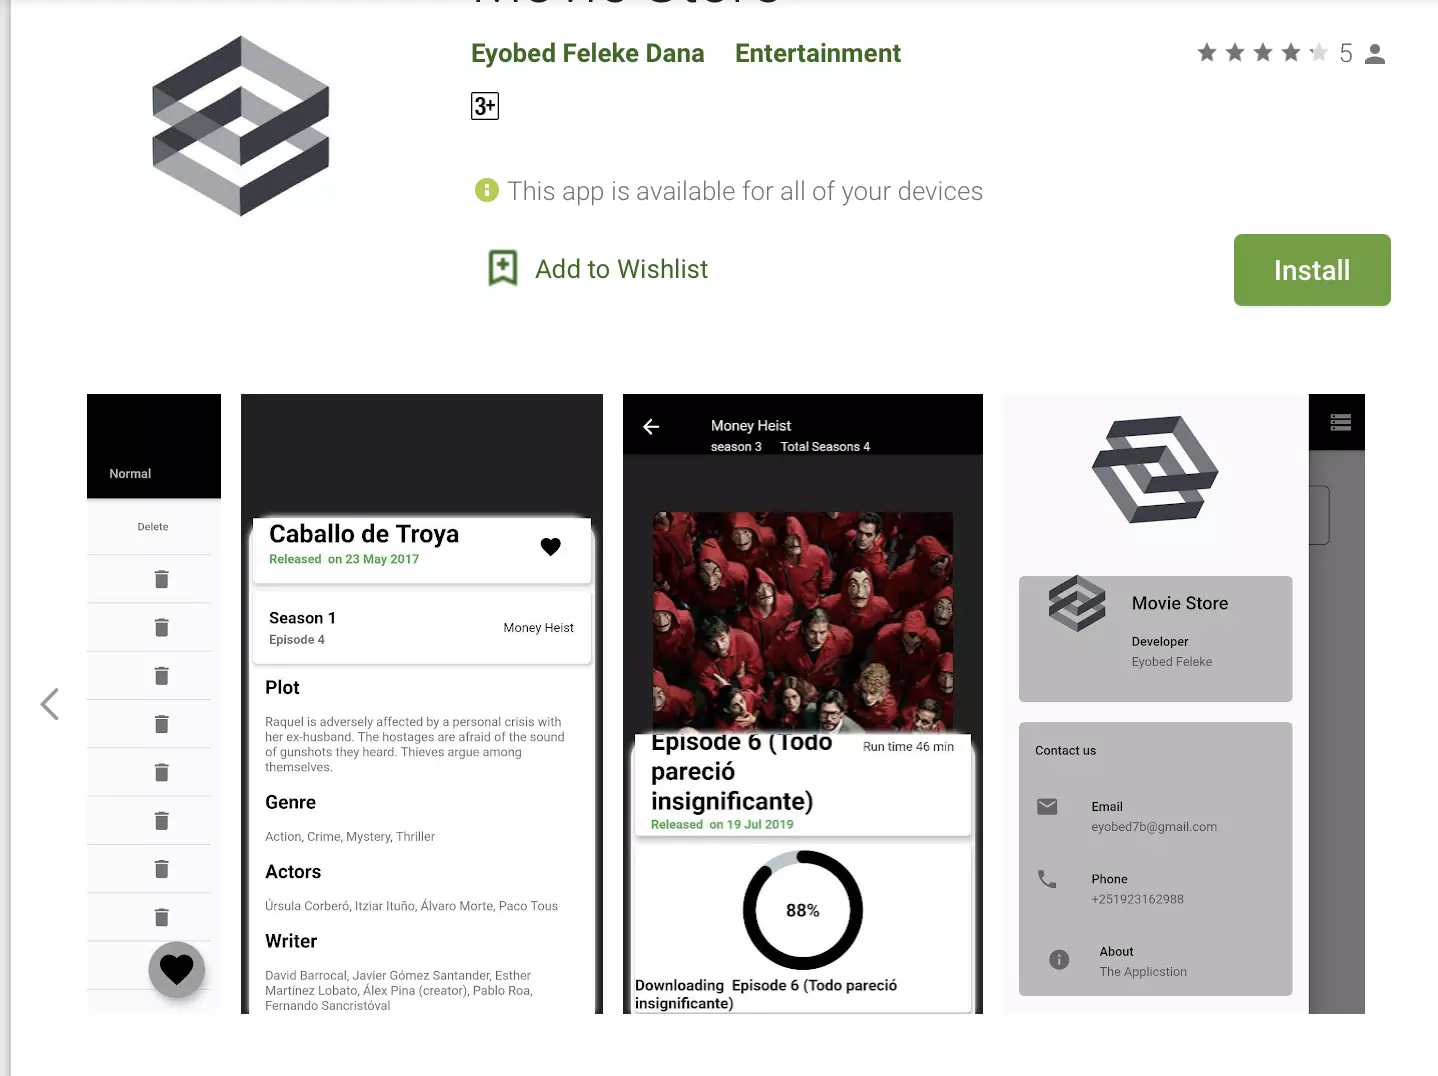 Movie Store
Eyobed Feleke Dana Entertainment
5
3+
This app is available for all of your devices
Add to Wishlist
Install
Normal
Delete
Caballo de Troya
Released on 23 May 2017
Season 1
Episode 4
Money Heist
Plot
Raquel is adversely affected by a personal crisis with
her ex-husband. The hostages are afraid of the sound
of gunshots they heard. Thieves argue among
themselves.
Genre
Action, Crime, Mystery, Thriller
Actors
Úrsula Corberó, Itziar Ituño, Álvaro Morte, Paco Tous
Writer
David Barrocal, Javier Gómez Santander, Esther
Martínez Lobato, Álex Pina (creator), Pablo Roa,
Fernando Sancristóval
Money Heist
season 3 Total Seasons 4
Episode 6 (Todo
pareció
insignificante)
Run time 46 min
Released on 19 Jul 2019
88%
Downloading Episode 6 (Todo pareció
insignificante)
Movie Store
Developer
Eyobed Feleke
Contact us
Email
eyobed7b@gmail.com
Phone
+251923162988
About
The Applicstion